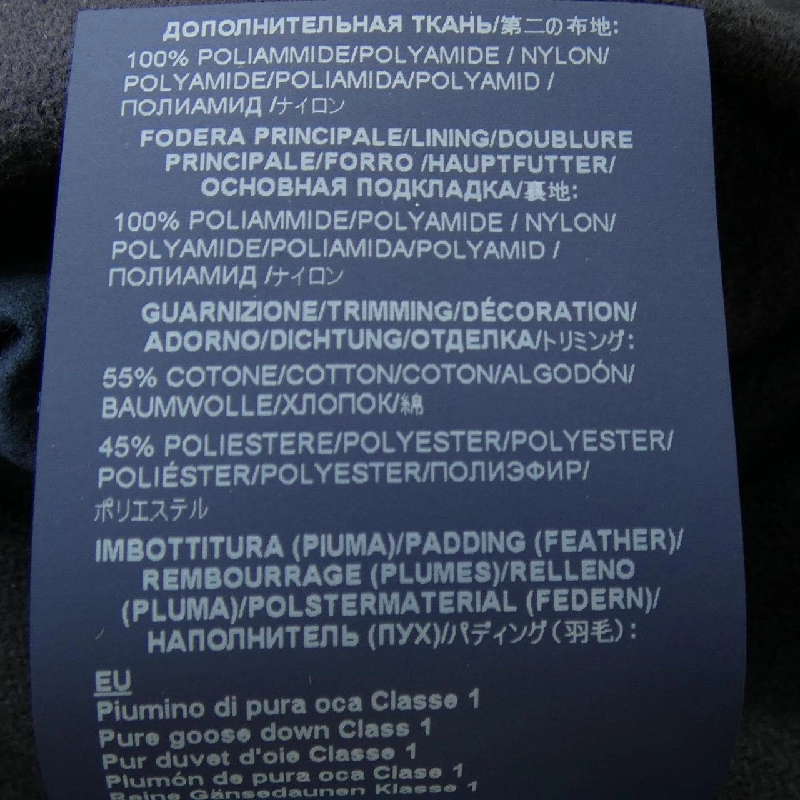 ДОПОЛНИТЕЛЬНАЯ ТКАНЬ/第二の布地:
100% POLIAMMIDE/POLYAMIDE / NYLON/
POLYAMIDE/POLIAMIDA/POLYAMID /
ПОЛИАМИД /ナイロン
FODERA PRINCIPALE/LINING/DOUBLURE
PRINCIPALE/FORRO /HAUPTFUTTER/
ОСНОВНАЯ ПОДКЛАДКА/裏地:
100% POLIAMMIDE/POLYAMIDE / NYLON/
POLYAMIDE/POLIAMIDA/POLYAMID /
ПОЛИАМИД /ナイロン
GUARNIZIONE/TRIMMING/DÉCORATION/
ADORNO/DICHTUNG/ОТДЕЛКА/トリミング:
55% COTONE/COTTON/COTON/ALGODÓN/
BAUMWOLLE/ХЛОПОК/綿
45% POLIESTERE/POLYESTER/POLYESTER/
POLIÉSTER/POLYESTER/ПОЛИЭФИР/
ポリエステル
IMBOTTITURA (PIUMA)/PADDING (FEATHER)/
REMBOURRAGE (PLUMES)/RELLENO
(PLUMA)/POLSTERMATERIAL (FEDERN)/
НАПОЛНИТЕЛЬ (ПУХ)/パディング(羽毛):
EU
Piumino di pura oca Classe 1
Pure goose down Class 1
Pur duvet d'oie Classe 1
Plumón de pura oca Clase 1
Reine Gänsedaunen Klasse 1